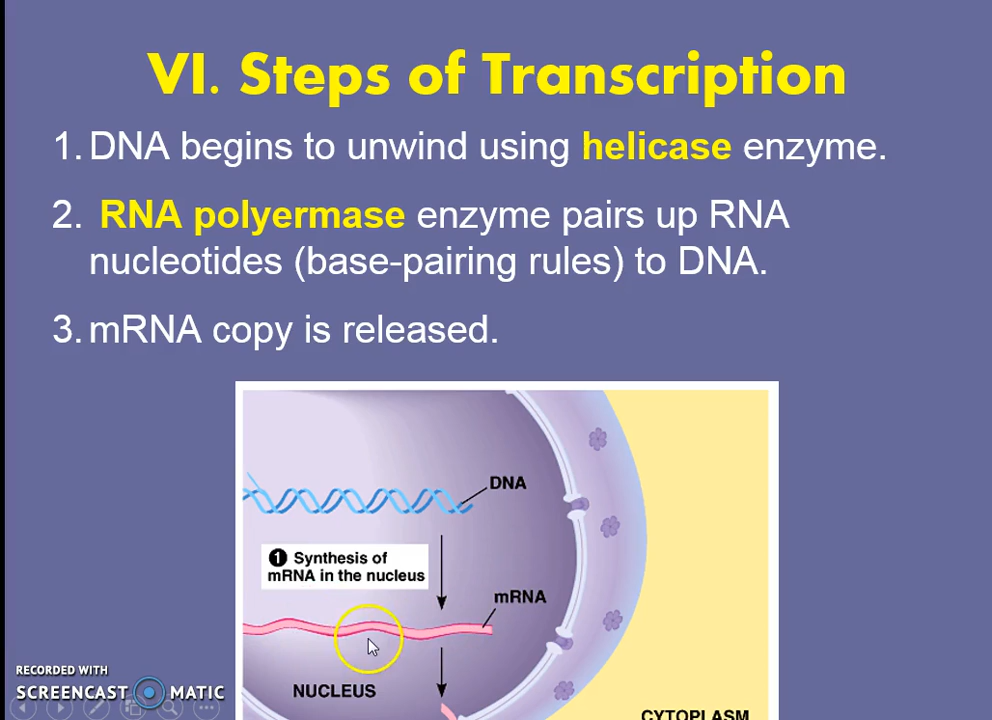 VI. Steps of Transcription
1. DNA begins to unwind using helicase enzyme.
2. RNA polyermase enzyme pairs up RNA
nucleotides (base-pairing rules) to DNA.
3. mRNA copy is released.
DNA
1 Synthesis of
mRNA in the nucleus
mRNA
NUCLEUS
CYTOPLASM
RECORDED WITH
SCREENCAST MATIC